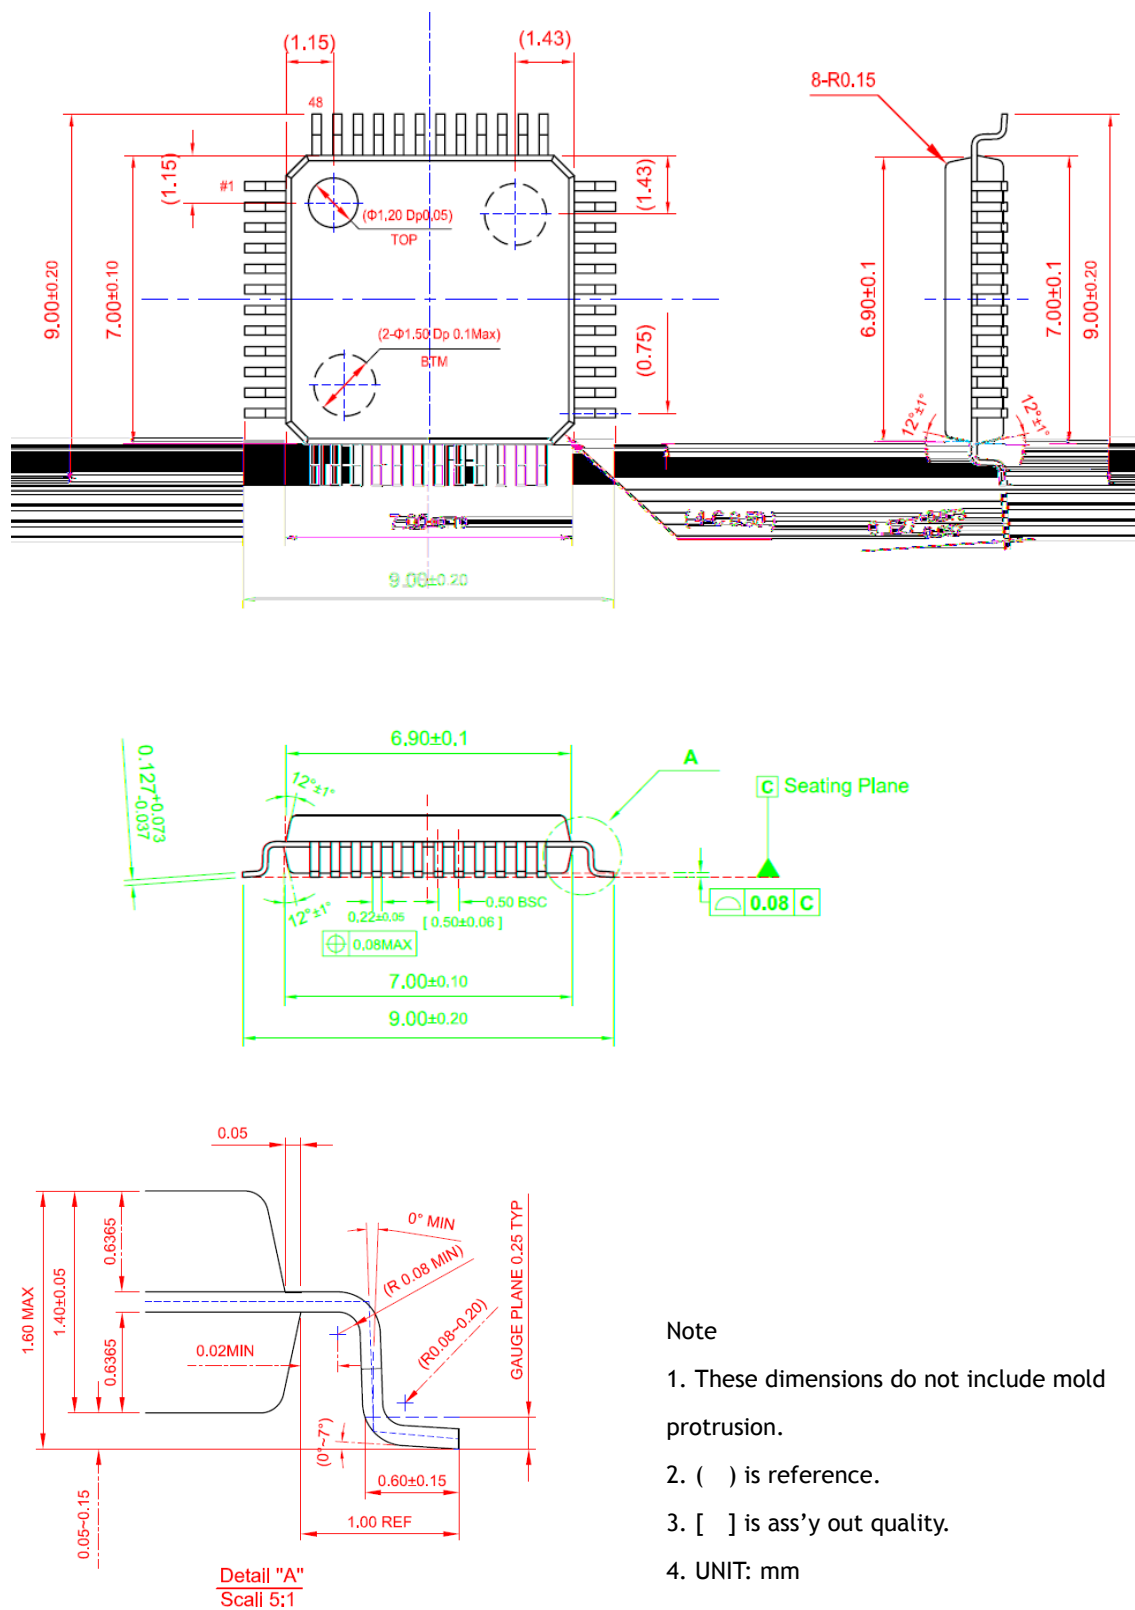 (1.15)
(1.43)
8-R0.15
48
#1
(1.15)
(1.43)
(Φ1.20 Dp0.05)
TOP
9.00±0.20
7.00±0.10
6.90±0.1
7.00±0.1
9.00±0.20
(2-Φ1.50 Dp 0.1Max)
BTM
(0.75)
12°±1°
12°±1°
9.00±0.20
6.90±0.1
A
0.127+0.073
-0.037
12°±1°
C Seating Plane
12°±1°
0.22±0.05
0.50 BSC
[ 0.50±0.06 ]
0.08 C
0.08MAX
7.00±0.10
9.00±0.20
0.05
0° MIN
(R 0.08 MIN)
(R0.08~0.20)
GAUGE PLANE 0.25 TYP
1.60 MAX
1.40±0.05
0.6365
0.6365
0.02MIN
(0°~7°)
0.60±0.15
0.05~0.15
1.00 REF
Detail "A"
Scall 5:1
Note
1. These dimensions do not include mold
protrusion.
2. (   ) is reference.
3. [   ] is ass’y out quality.
4. UNIT: mm